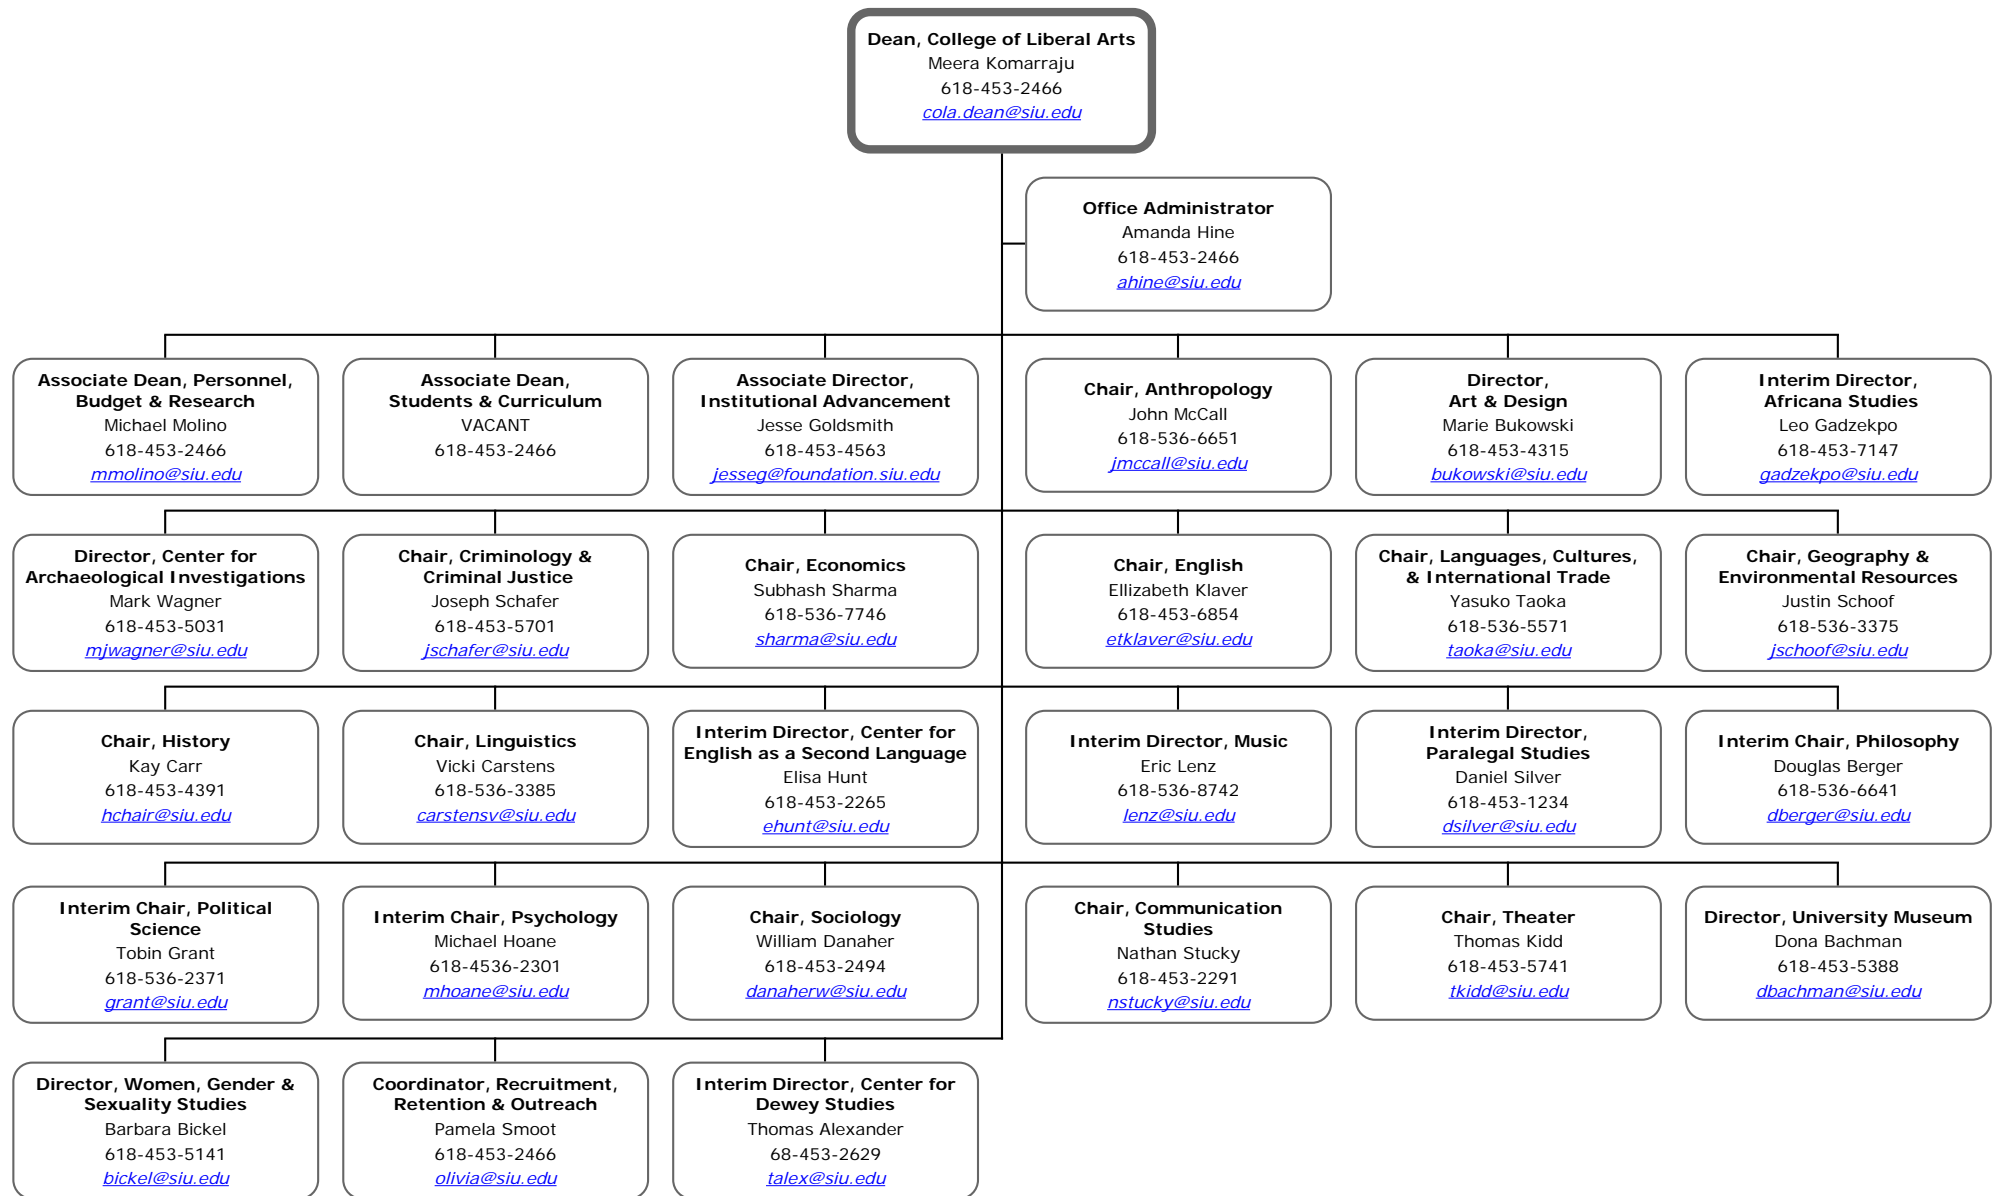 Dean, College of Liberal Arts
Meera Komarraju
618-453-2466
cola.dean@siu.edu
Office Administrator
Amanda Hine
618-453-2466
ahine@siu.edu
Associate Dean, Personnel,
Budget & Research
Michael Molino
618-453-2466
mmolino@siu.edu
Associate Dean,
Students & Curriculum
VACANT
618-453-2466
Associate Director,
Institutional Advancement
Jesse Goldsmith
618-453-4563
jesseg@foundation.siu.edu
Chair, Anthropology
John McCall
618-536-6651
jmccall@siu.edu
Director,
Art & Design
Marie Bukowski
618-453-4315
bukowski@siu.edu
Interim Director,
Africana Studies
Leo Gadzekpo
618-453-7147
gadzekpo@siu.edu
Director, Center for
Archaeological Investigations
Mark Wagner
618-453-5031
mjwagner@siu.edu
Chair, Criminology &
Criminal Justice
Joseph Schafer
618-453-5701
jschafer@siu.edu
Chair, Economics
Subhash Sharma
618-536-7746
sharma@siu.edu
Chair, English
Ellizabeth Klaver
618-453-6854
etklaver@siu.edu
Chair, Languages, Cultures,
& International Trade
Yasuko Taoka
618-536-5571
taoka@siu.edu
Chair, Geography &
Environmental Resources
Justin Schoof
618-536-3375
jschoof@siu.edu
Chair, History
Kay Carr
618-453-4391
hchair@siu.edu
Chair, Linguistics
Vicki Carstens
618-536-3385
carstensv@siu.edu
Interim Director, Center for
English as a Second Language
Elisa Hunt
618-453-2265
ehunt@siu.edu
Interim Director, Music
Eric Lenz
618-536-8742
lenz@siu.edu
Interim Director,
Paralegal Studies
Daniel Silver
618-453-1234
dsilver@siu.edu
Interim Chair, Philosophy
Douglas Berger
618-536-6641
dberger@siu.edu
Interim Chair, Political
Science
Tobin Grant
618-536-2371
grant@siu.edu
Interim Chair, Psychology
Michael Hoane
618-4536-2301
mhoane@siu.edu
Chair, Sociology
William Danaher
618-453-2494
danaherw@siu.edu
Chair, Communication
Studies
Nathan Stucky
618-453-2291
nstucky@siu.edu
Chair, Theater
Thomas Kidd
618-453-5741
tkidd@siu.edu
Director, University Museum
Dona Bachman
618-453-5388
dbachman@siu.edu
Director, Women, Gender &
Sexuality Studies
Barbara Bickel
618-453-5141
bickel@siu.edu
Coordinator, Recruitment,
Retention & Outreach
Pamela Smoot
618-453-2466
olivia@siu.edu
Interim Director, Center for
Dewey Studies
Thomas Alexander
68-453-2629
talex@siu.edu